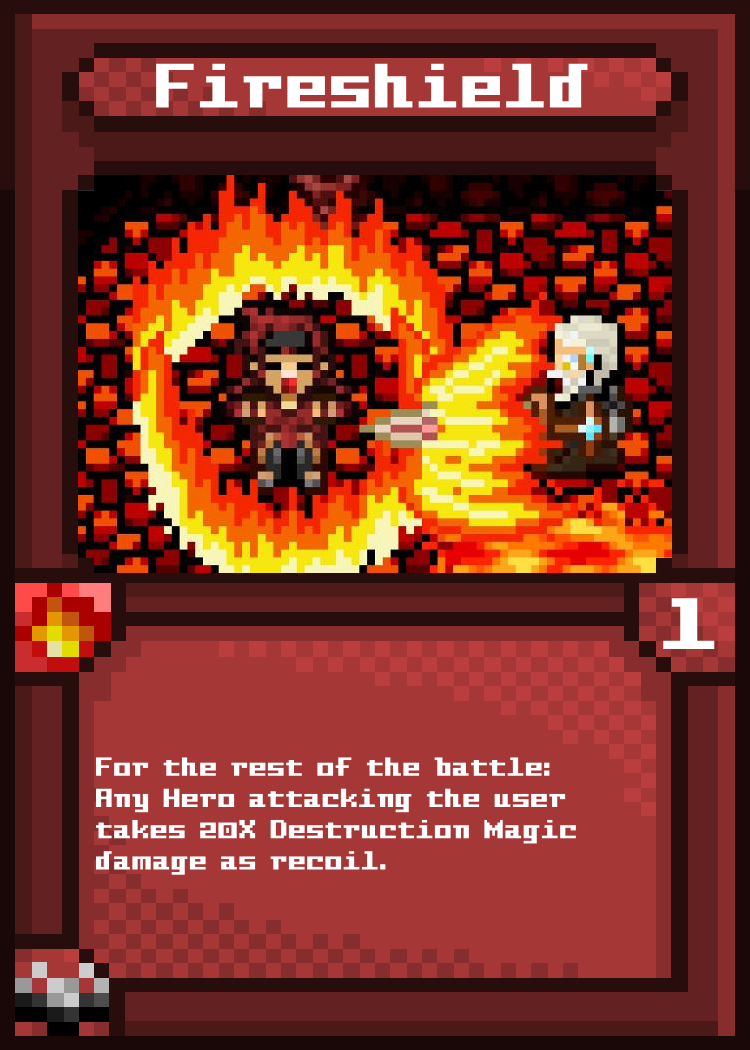 Fireshield
1
For the rest of the battle:
Any Hero attacking the user
takes 20X Destruction Magic
damage as recoil.